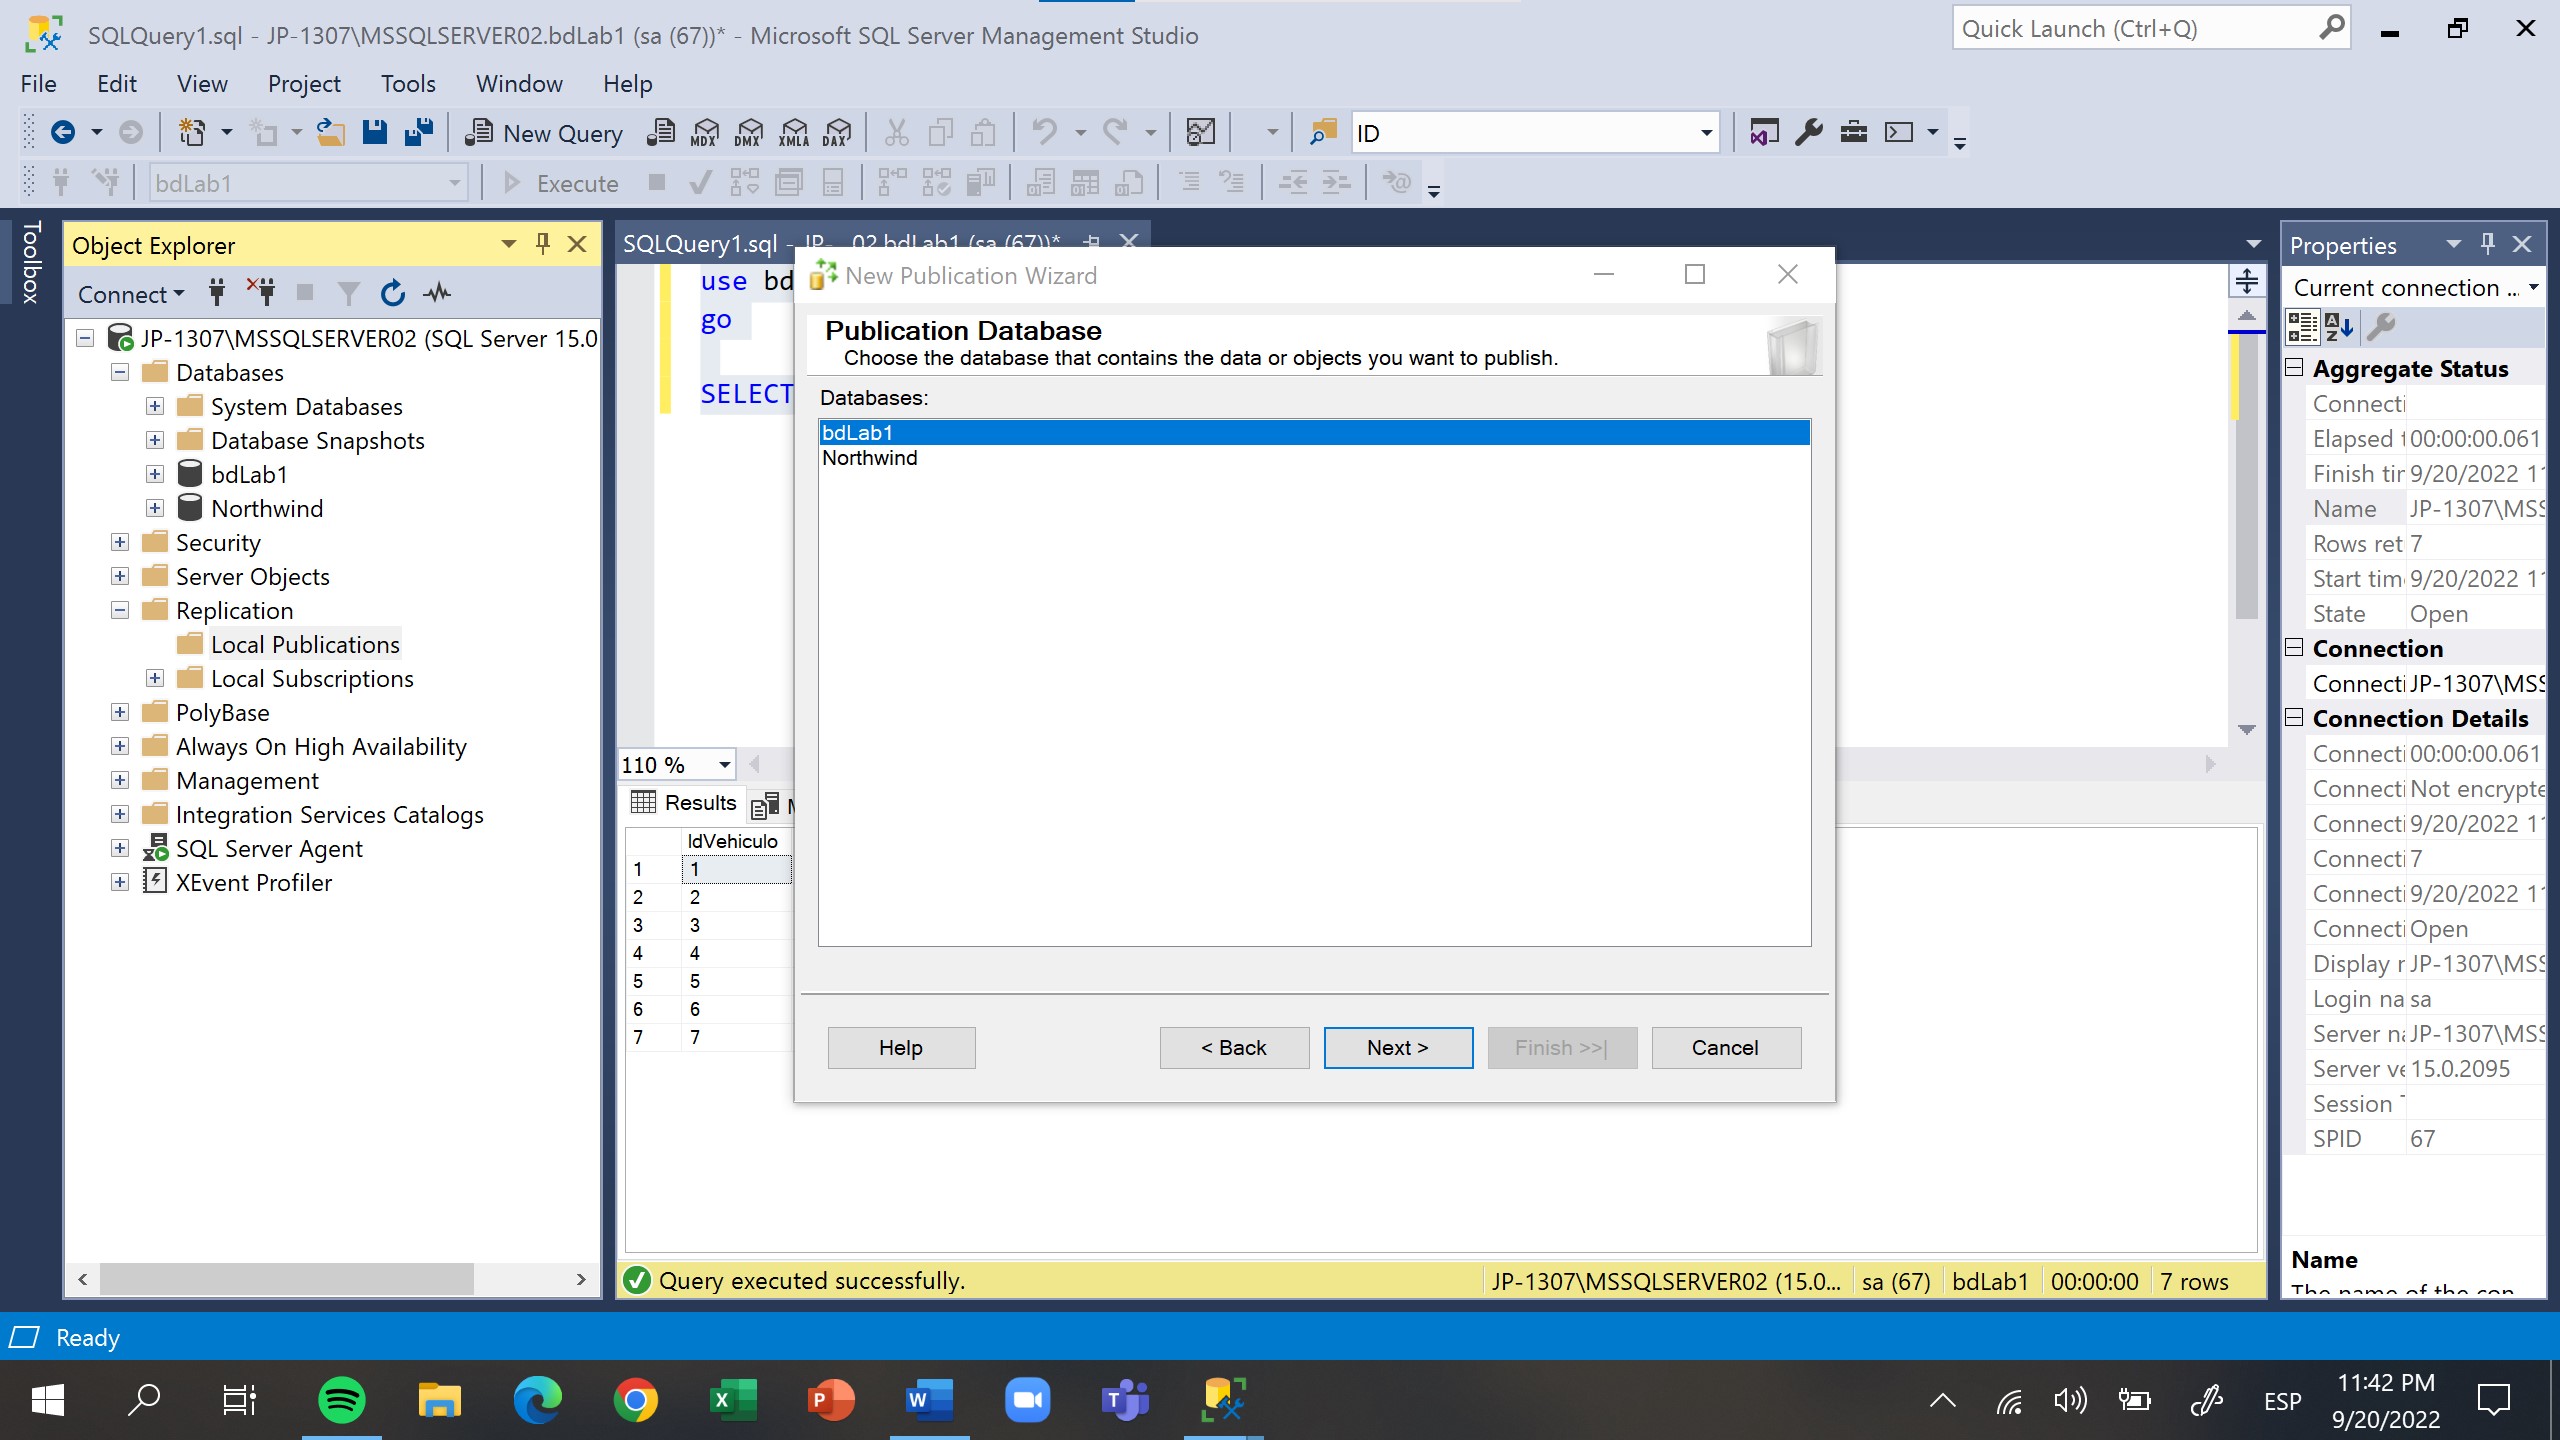 SQLQuery1.sql - JP-1307\MSSQLSERVER02.bdLab1 (sa (67))* - Microsoft SQL Server Management Studio
Quick Launch (Ctrl+Q)
File Edit View Project Tools Window Help
New Query MDX DMX XMLA DAX ID
bdLab1 Execute
Toolbox
Object Explorer
Connect
JP-1307\MSSQLSERVER02 (SQL Server 15.0
Databases
System Databases
Database Snapshots
bdLab1
Northwind
Security
Server Objects
Replication
Local Publications
Local Subscriptions
PolyBase
Always On High Availability
Management
Integration Services Catalogs
SQL Server Agent
XEvent Profiler
SQLQuery1.sql - JP-...02.bdLab1 (sa (67))*
use bd
go
SELECT
110 %
Results
IdVehiculo
1 1
2 2
3 3
4 4
5 5
6 6
7 7
New Publication Wizard
Publication Database
Choose the database that contains the data or objects you want to publish.
Databases:
bdLab1
Northwind
Help < Back Next > Finish >>| Cancel
Query executed successfully. JP-1307\MSSQLSERVER02 (15.0... sa (67) bdLab1 00:00:00 7 rows
Properties
Current connection ...
Aggregate Status
Connecti
Elapsed t 00:00:00.061
Finish tir 9/20/2022 1
Name JP-1307\MSS
Rows ret 7
Start tim 9/20/2022 1
State Open
Connection
Connecti JP-1307\MSS
Connection Details
Connecti 00:00:00.061
Connecti Not encrypte
Connecti 9/20/2022 1
Connecti 7
Connecti 9/20/2022 1
Connecti Open
Display r JP-1307\MSS
Login na sa
Server na JP-1307\MSS
Server ve 15.0.2095
Session
SPID 67
Name
The name of the con
Ready
ESP
11:42 PM
9/20/2022